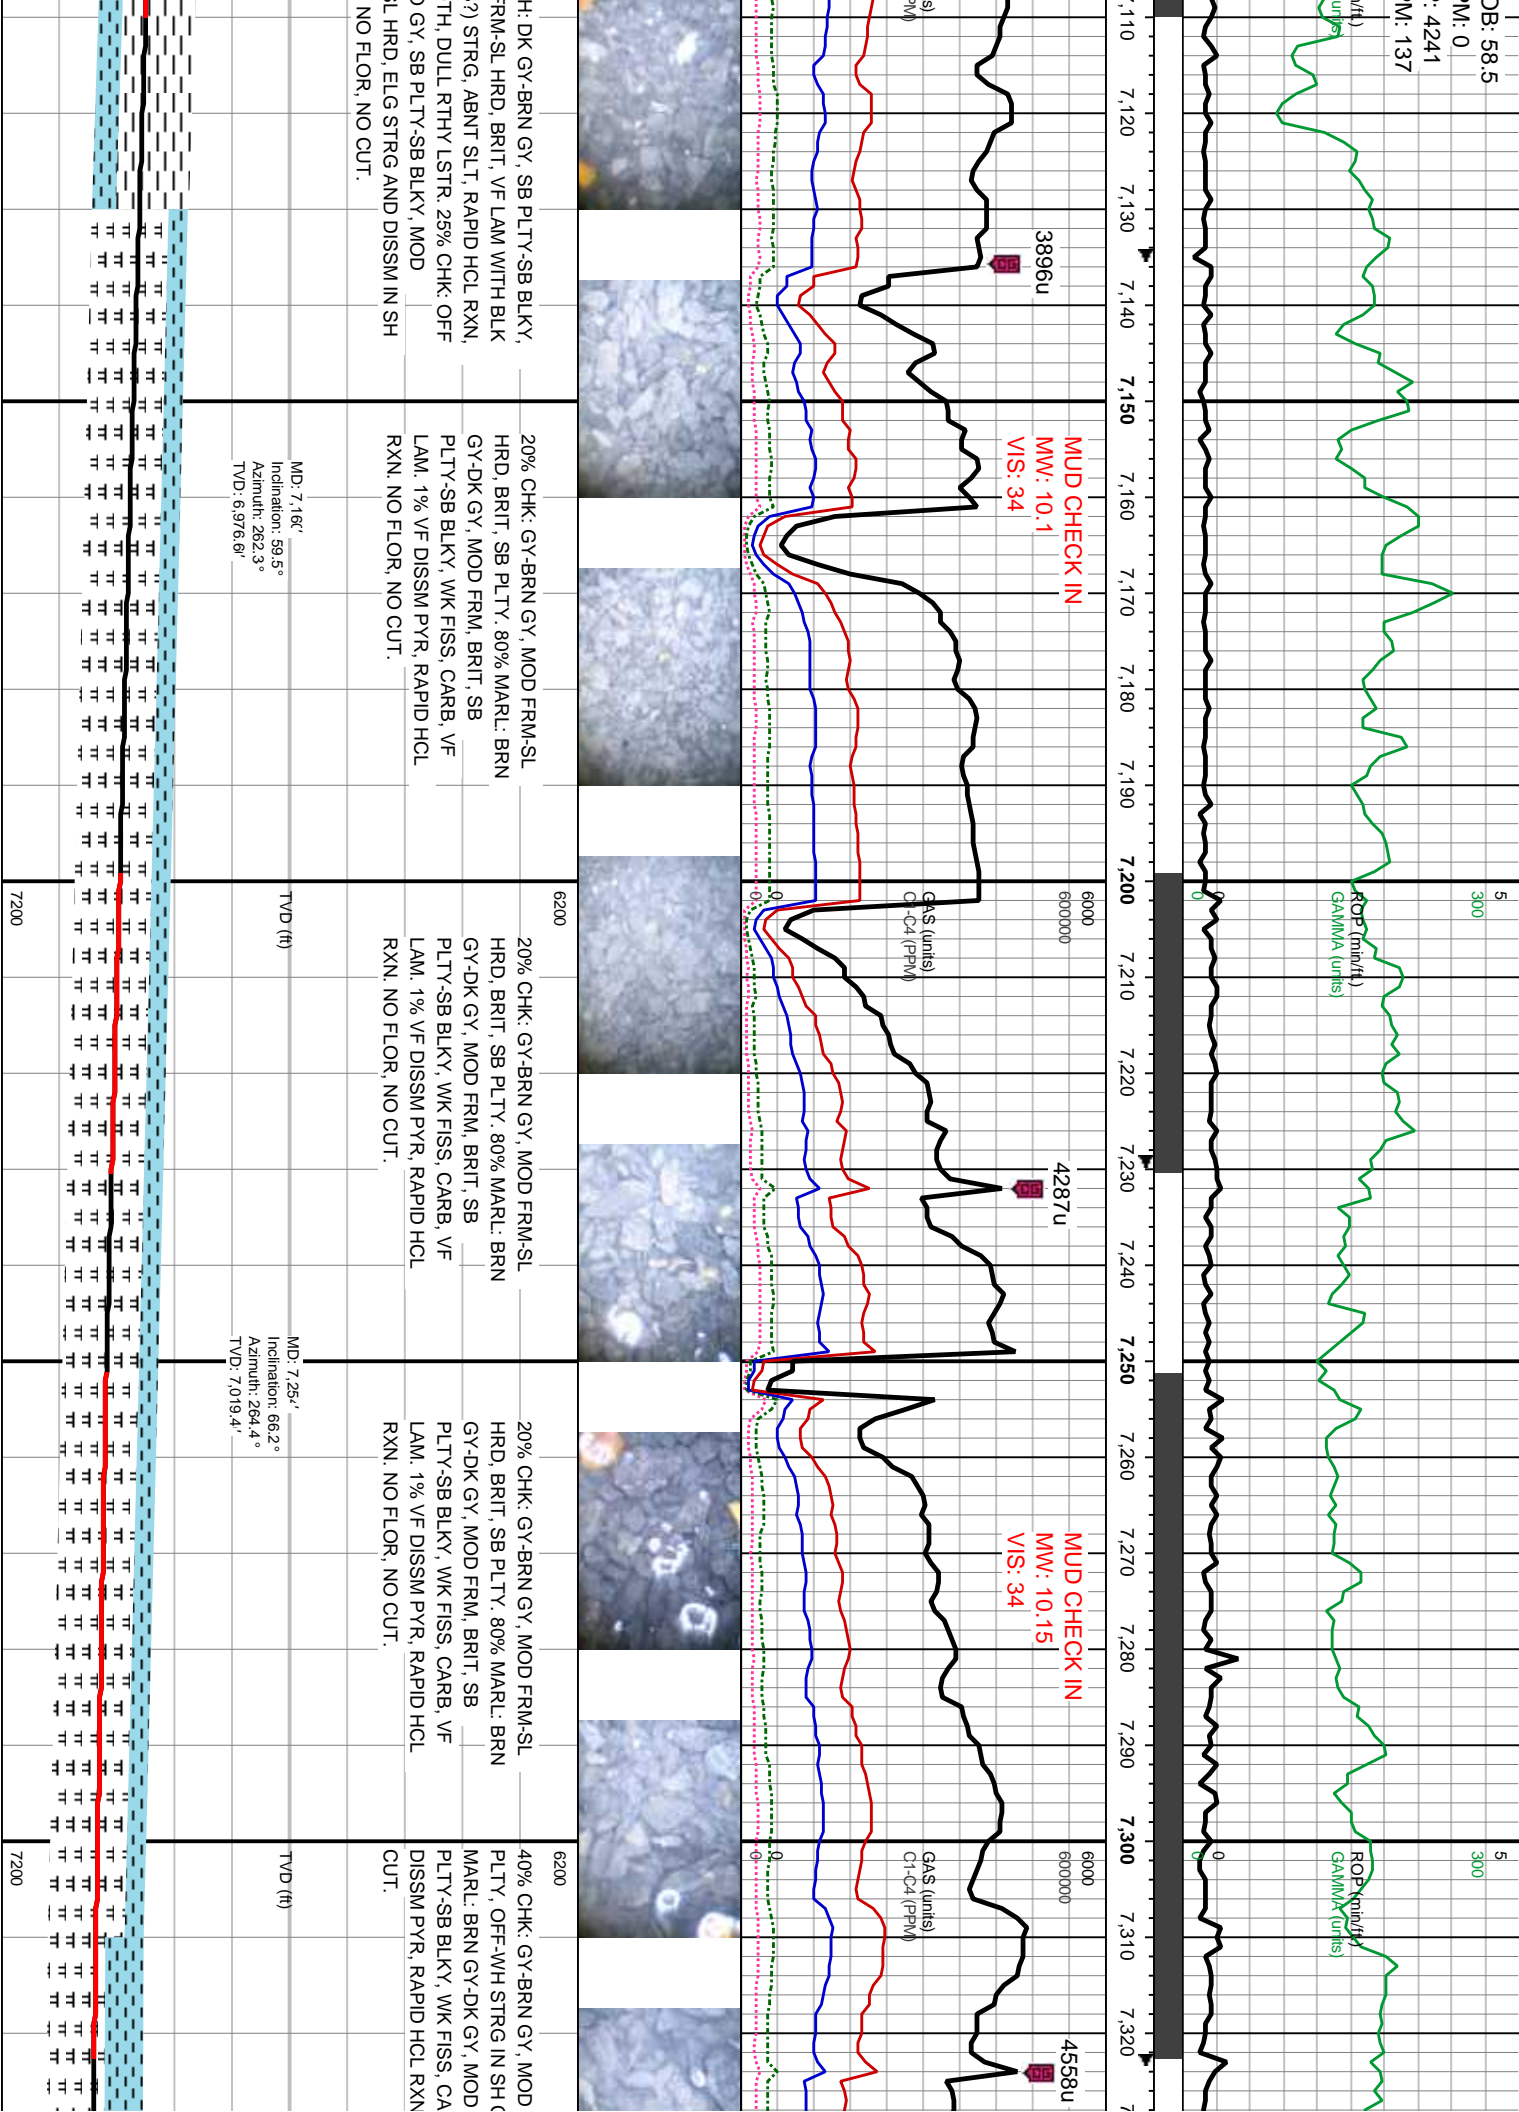 OB: 58.5
PM: 0
P: 4241
PM: 137
n/ft.)
units)
s)
PM)
,110
7,120
7,130
7,140
7,150
7,160
7,170
7,180
7,190
7,200
7,210
7,220
7,230
7,240
7,250
7,260
7,270
7,280
7,290
7,300
7,310
7,320
5
300
ROP (min/ft.)
GAMMA (units)
0
0
5
300
ROP (min/ft.)
GAMMA (units)
0
0
3896u
MUD CHECK IN
MW: 10.1
VIS: 34
6000
600000
GAS (units)
C1-C4 (PPM)
0
0
4287u
MUD CHECK IN
MW: 10.15
VIS: 34
6000
600000
GAS (units)
C1-C4 (PPM)
0
0
4558u
H: DK GY-BRN GY, SB PLTY-SB BLKY,
FRM-SL HRD, BRIT, VF LAM WITH BLK
S?) STRG, ABNT SLT, RAPID HCL RXN,
TH, DULL RTHY LSTR. 25% CHK: OFF
D GY, SB PLTY-SB BLKY, MOD
SL HRD, ELG STRG AND DISSM IN SH
NO FLOR, NO CUT.
20% CHK: GY-BRN GY, MOD FRM-SL
HRD, BRIT, SB PLTY. 80% MARL: BRN
GY-DK GY, MOD FRM, BRIT, SB
PLTY-SB BLKY, WK FISS, CARB, VF
LAM. 1% VF DISSM PYR, RAPID HCL
RXN. NO FLOR, NO CUT.
20% CHK: GY-BRN GY, MOD FRM-SL
HRD, BRIT, SB PLTY. 80% MARL: BRN
GY-DK GY, MOD FRM, BRIT, SB
PLTY-SB BLKY, WK FISS, CARB, VF
LAM. 1% VF DISSM PYR, RAPID HCL
RXN. NO FLOR, NO CUT.
20% CHK: GY-BRN GY, MOD FRM-SL
HRD, BRIT, SB PLTY. 80% MARL: BRN
GY-DK GY, MOD FRM, BRIT, SB
PLTY-SB BLKY, WK FISS, CARB, VF
LAM. 1% VF DISSM PYR, RAPID HCL
RXN. NO FLOR, NO CUT.
40% CHK: GY-BRN GY, MOD
PLTY, OFF-WH STRG IN SH
MARL: BRN GY-DK GY, MOD
PLTY-SB BLKY, WK FISS, CA
DISSM PYR, RAPID HCL RXN
CUT.
MD: 7,160'
Inclination: 59.5°
Azimuth: 262.3°
TVD: 6,976.6'
6200
TVD (ft)
7200
MD: 7,254'
Inclination: 66.2°
Azimuth: 264.4°
TVD: 7,019.4'
6200
TVD (ft)
7200